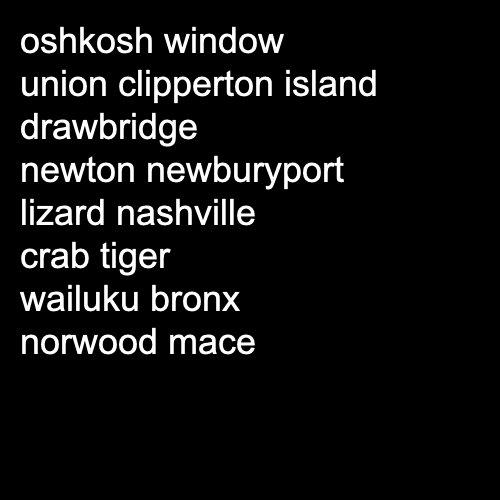 oshkosh window
union clipperton island
drawbridge
newton newburyport
lizard nashville
crab tiger
wailuku bronx
norwood mace